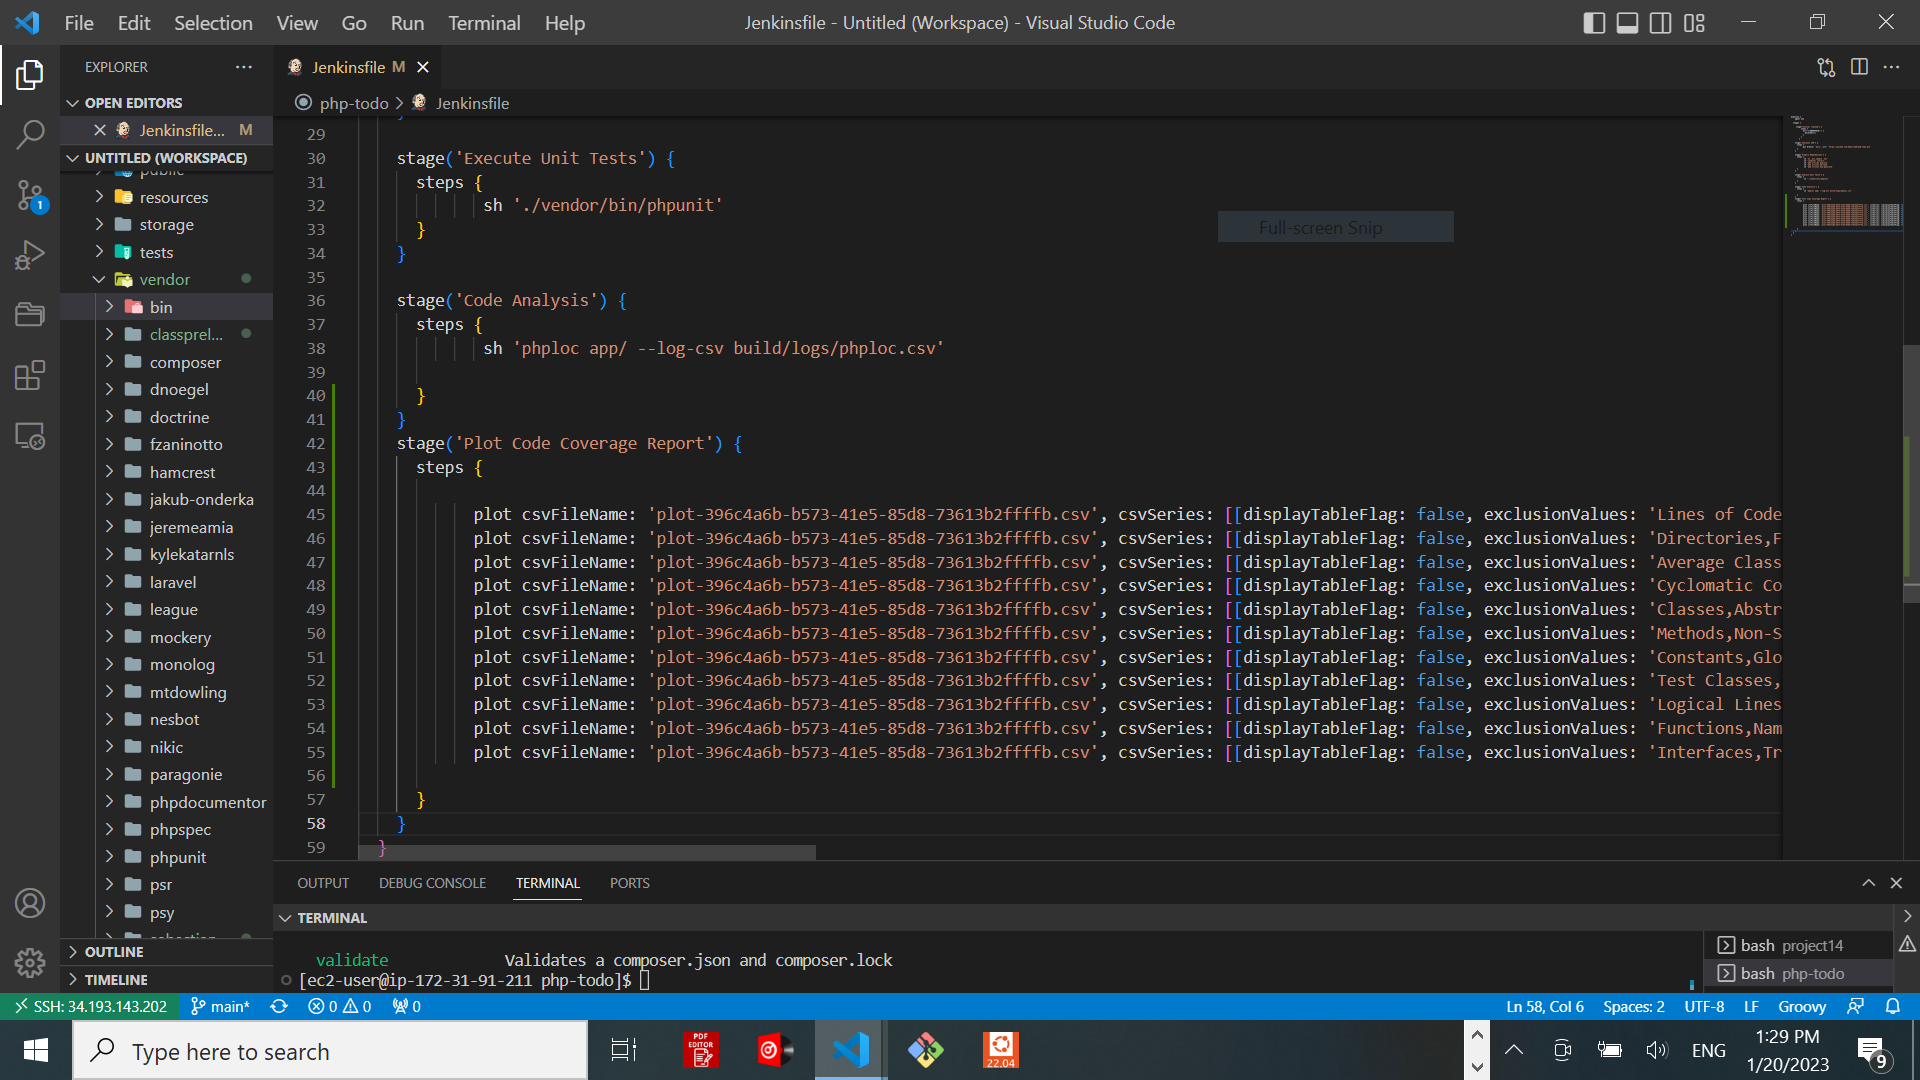 File Edit Selection View Go Run Terminal Help
Jenkinsfile - Untitled (Workspace) - Visual Studio Code
EXPLORER
OPEN EDITORS
Jenkinsfile... M
UNTITLED (WORKSPACE)
public
resources
storage
tests
vendor
bin
classprel...
composer
dnoegel
doctrine
fzaninotto
hamcrest
jakub-onderka
jeremeamia
kylekatarnls
laravel
league
mockery
monolog
mtdowling
nesbot
nikic
paragonie
phpdocumentor
phpspec
phpunit
psr
psy
OUTLINE
TIMELINE
1
Jenkinsfile M
php-todo > Jenkinsfile
29
30 stage('Execute Unit Tests') {
31 steps {
32 sh './vendor/bin/phpunit'
33 }
34 }
35
36 stage('Code Analysis') {
37 steps {
38 sh 'phploc app/ --log-csv build/logs/phploc.csv'
39
40 }
41 }
42 stage('Plot Code Coverage Report') {
43 steps {
44
45 plot csvFileName: 'plot-396c4a6b-b573-41e5-85d8-73613b2ffffb.csv', csvSeries: [[displayTableFlag: false, exclusionValues: 'Lines of Code
46 plot csvFileName: 'plot-396c4a6b-b573-41e5-85d8-73613b2ffffb.csv', csvSeries: [[displayTableFlag: false, exclusionValues: 'Directories,F
47 plot csvFileName: 'plot-396c4a6b-b573-41e5-85d8-73613b2ffffb.csv', csvSeries: [[displayTableFlag: false, exclusionValues: 'Average Class
48 plot csvFileName: 'plot-396c4a6b-b573-41e5-85d8-73613b2ffffb.csv', csvSeries: [[displayTableFlag: false, exclusionValues: 'Cyclomatic Co
49 plot csvFileName: 'plot-396c4a6b-b573-41e5-85d8-73613b2ffffb.csv', csvSeries: [[displayTableFlag: false, exclusionValues: 'Classes,Abstr
50 plot csvFileName: 'plot-396c4a6b-b573-41e5-85d8-73613b2ffffb.csv', csvSeries: [[displayTableFlag: false, exclusionValues: 'Methods,Non-S
51 plot csvFileName: 'plot-396c4a6b-b573-41e5-85d8-73613b2ffffb.csv', csvSeries: [[displayTableFlag: false, exclusionValues: 'Constants,Glo
52 plot csvFileName: 'plot-396c4a6b-b573-41e5-85d8-73613b2ffffb.csv', csvSeries: [[displayTableFlag: false, exclusionValues: 'Test Classes,
53 plot csvFileName: 'plot-396c4a6b-b573-41e5-85d8-73613b2ffffb.csv', csvSeries: [[displayTableFlag: false, exclusionValues: 'Logical Lines
54 plot csvFileName: 'plot-396c4a6b-b573-41e5-85d8-73613b2ffffb.csv', csvSeries: [[displayTableFlag: false, exclusionValues: 'Functions,Nam
55 plot csvFileName: 'plot-396c4a6b-b573-41e5-85d8-73613b2ffffb.csv', csvSeries: [[displayTableFlag: false, exclusionValues: 'Interfaces,Tr
56
57 }
58 }
59 }
Full-screen Snip
OUTPUT DEBUG CONSOLE TERMINAL PORTS
TERMINAL
validate Validates a composer.json and composer.lock
[ec2-user@ip-172-31-91-211 php-todo]$
bash project14
bash php-todo
SSH: 34.193.143.202 main* 0 0 0 Ln 58, Col 6 Spaces: 2 UTF-8 LF Groovy
Type here to search
PDF EDITOR
22.04
ENG
1:29 PM
1/20/2023
9